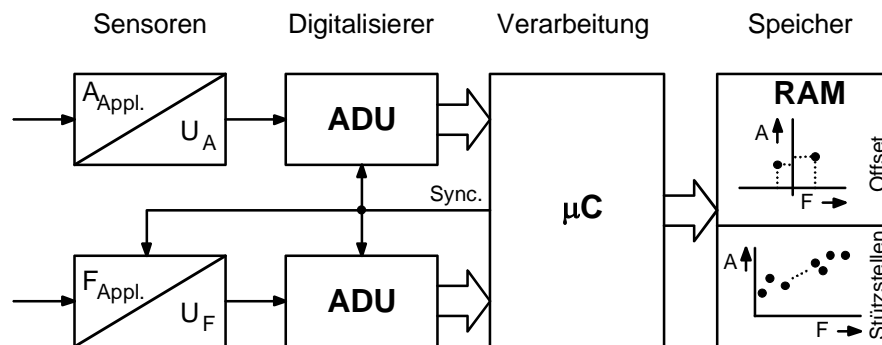 Sensoren Digitalisierer Verarbeitung Speicher
A Appl.
U A
ADU
Sync.
F Appl.
U F
ADU
µC
RAM
A
F
Offset
A
F
Stützstellen